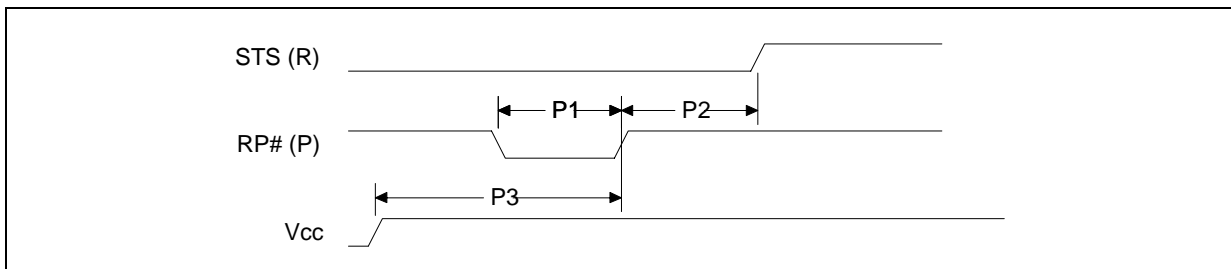 STS (R)
P1 P2
RP# (P)
P3
Vcc